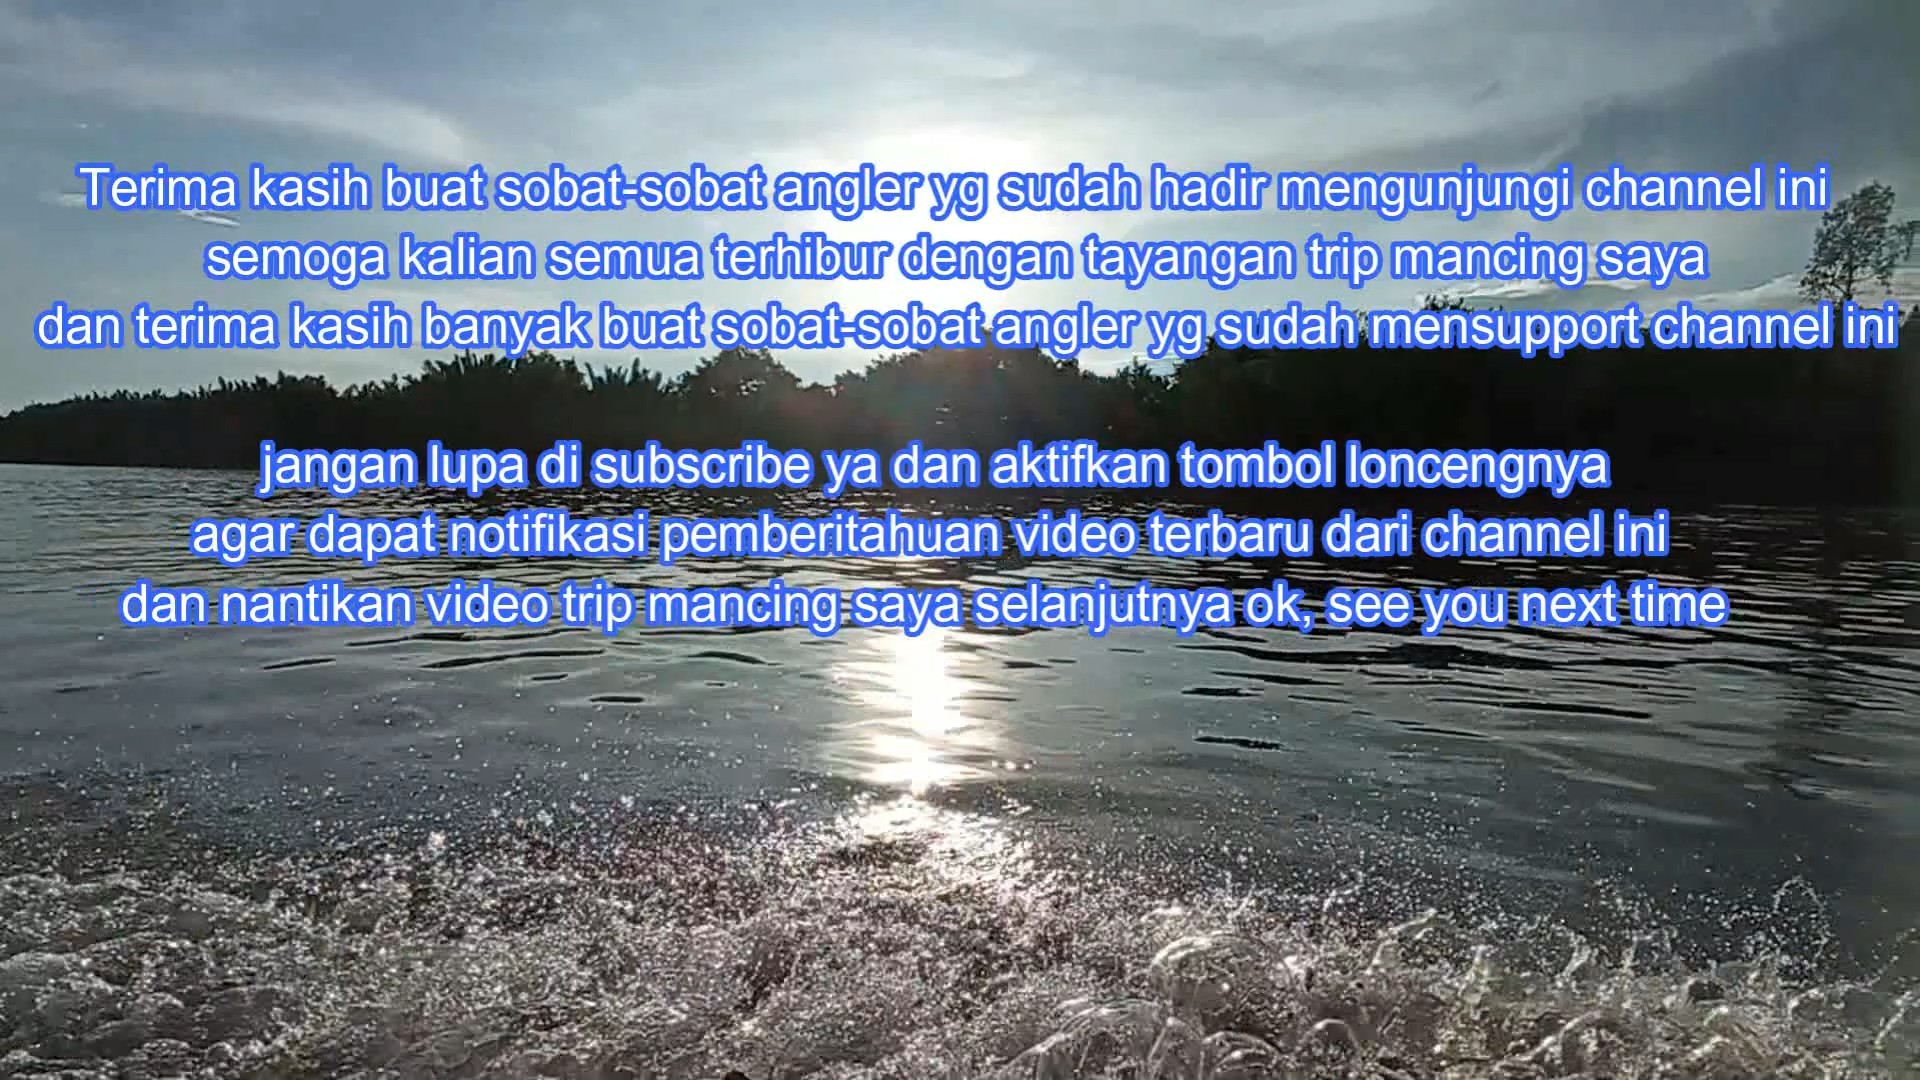 Terima kasih buat sobat-sobat angler yg sudah hadir mengunjungi channel ini
semoga kalian semua terhibur dengan tayangan trip mancing saya
dan terima kasih banyak buat sobat-sobat angler yg sudah mensupport channel ini
jangan lupa di subscribe ya dan aktifkan tombol loncengnya
agar dapat notifikasi pemberitahuan video terbaru dari channel ini
dan nantikan video trip mancing saya selanjutnya ok, see you next time